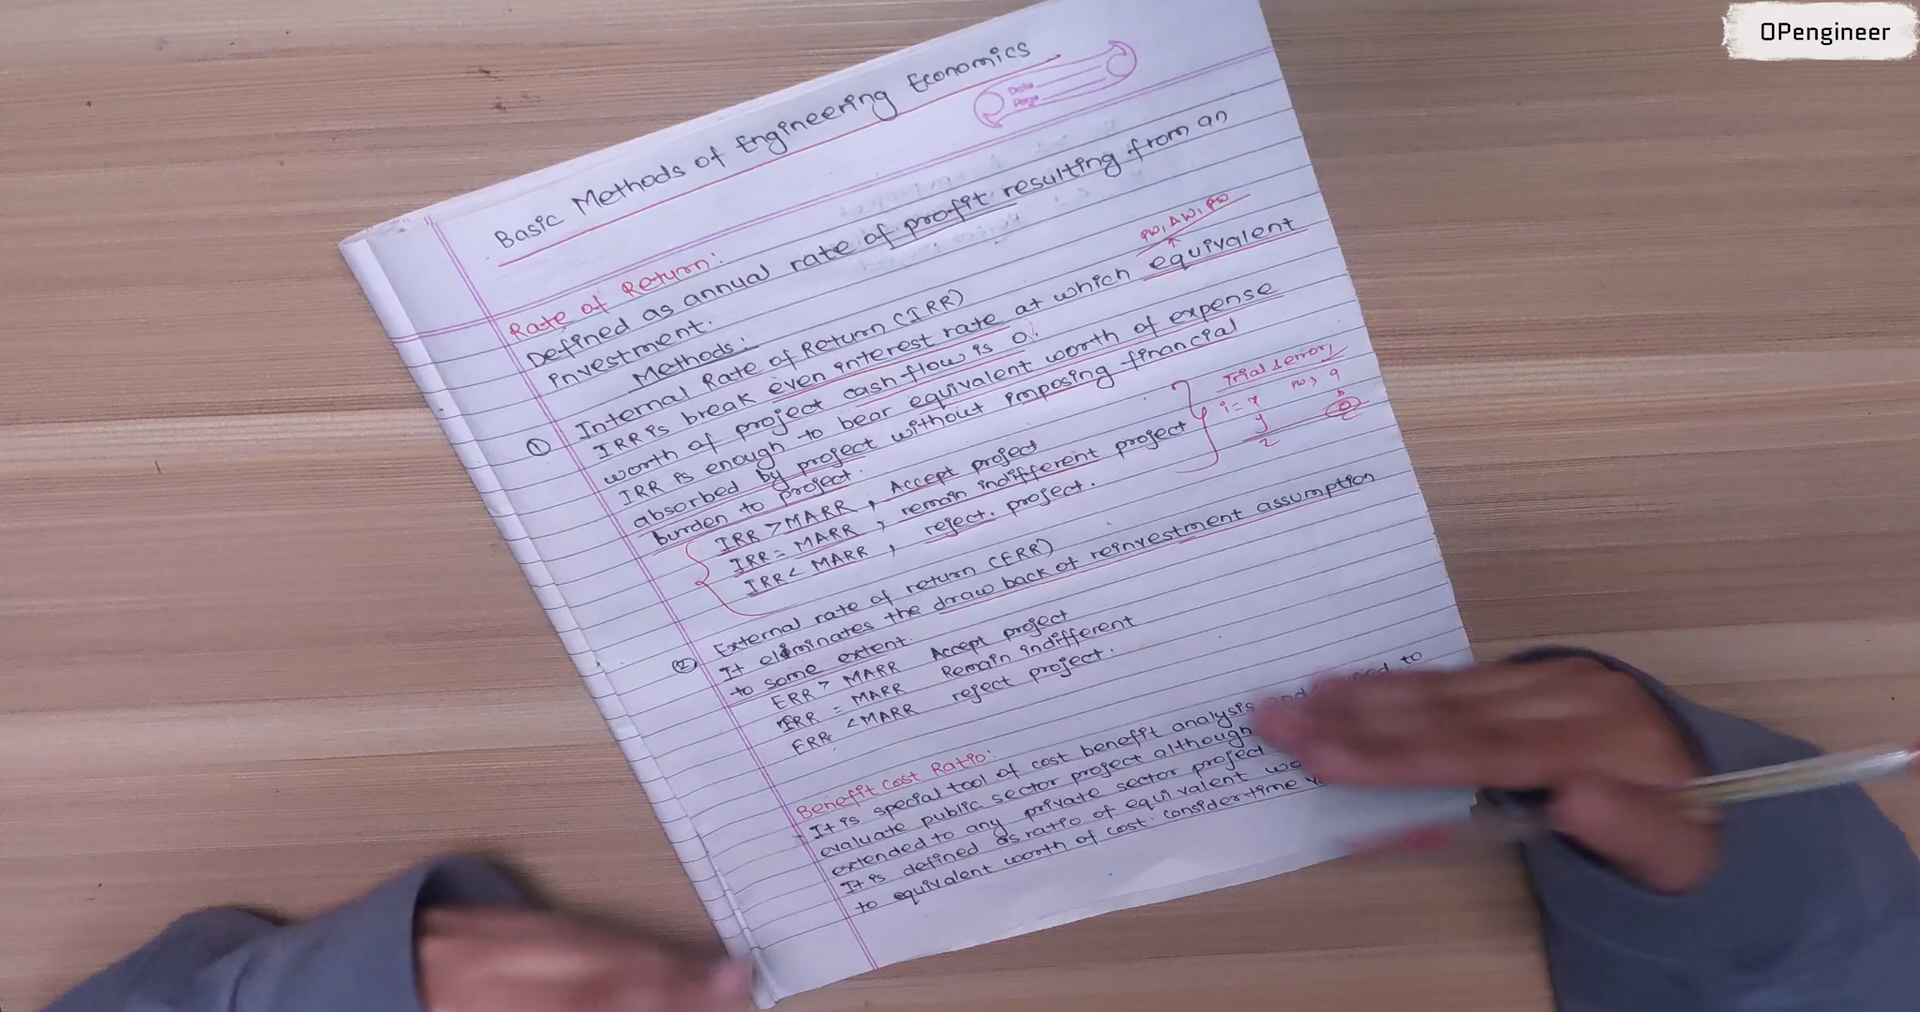 OPengineer
Basic Methods of Engineering Economics
Date
Page
Rate of Return:
Defined as annual rate of profit resulting from an
investment.
Methods:
PW, AW, FW
① Internal Rate of Return (IRR)
IRR is break even interest rate at which equivalent
worth of project cash flow is 0.
IRR is enough to bear equivalent worth of expense
absorbed by project without imposing financial
burden to project.
IRR > MARR, Accept project
IRR = MARR, remain indifferent project
IRR < MARR, reject. project.
Trial & error
i = x
y
z
② External rate of return (ERR)
It eliminates the draw back of reinvestment assumption
to some extent.
ERR > MARR Accept project
ERR = MARR Remain indifferent
ERR < MARR reject project.
Benefit Cost Ratio:
It is special tool of cost benefit analysis to
evaluate public sector project although
extended to any private sector project
It is defined as ratio of equivalent
to equivalent worth of cost. consider time